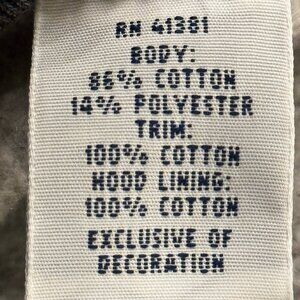 RN 41381
BODY:
86% COTTON
14% POLYESTER
TRIM:
100% COTTON
HOOD LINING:
100% COTTON
EXCLUSIVE OF
DECORATION